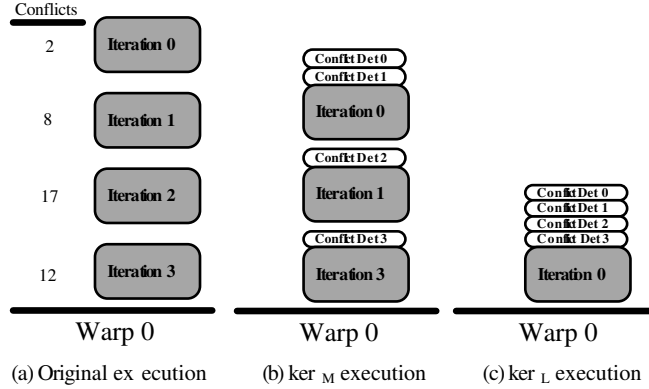 Conflicts
2
Iteration 0
8
Iteration 1
17
Iteration 2
12
Iteration 3
Warp 0
(a) Original ex ecution
Conflict Det 0
Conflict Det 1
Iteration 0
Conflict Det 2
Iteration 1
Conflict Det 3
Iteration 3
Warp 0
(b) ker M execution
Conflict Det 0
Conflict Det 1
Conflict Det 2
Conflict Det 3
Iteration 0
Warp 0
(c) ker L execution